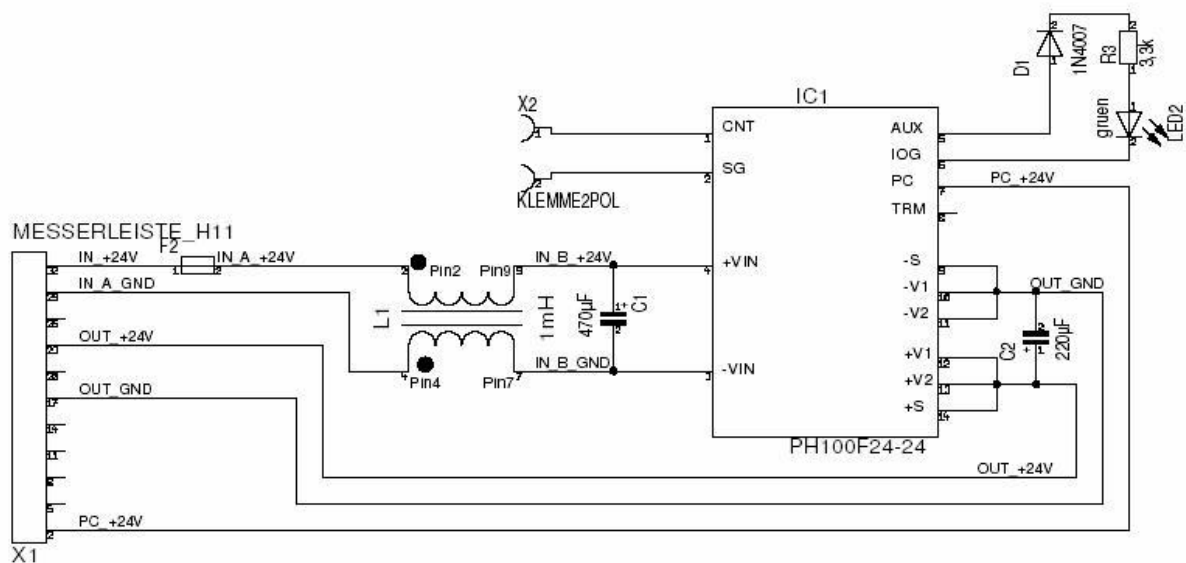 1N4007
D1
R3
3,3k
gruen
LED2
IC1
X2
CNT
SG
KLEMME2POL
AUX
IOG
PC
TRM
PC_+24V
MESSERLEISTE_H11
F2
IN_+24V
IN_A_+24V
IN_A_GND
OUT_+24V
OUT_GND
PC_+24V
X1
Pin2
Pin9
Pin4
Pin7
L1
1mH
IN_B_+24V
IN_B_GND
470µF
C1
+VIN
-VIN
-S
-V1
-V2
+V1
+V2
+S
OUT_GND
C2
220µF
PH100F24-24
OUT_+24V